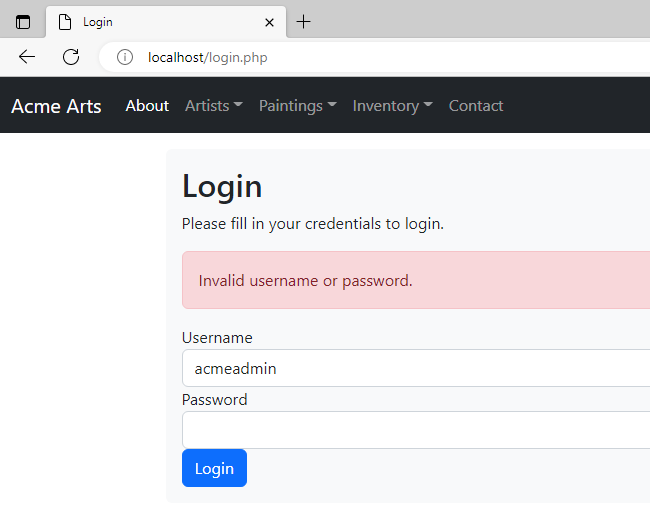 Login
localhost/login.php
Acme Arts About Artists Paintings Inventory Contact
Login
Please fill in your credentials to login.
Invalid username or password.
Username
acmeadmin
Password
Login